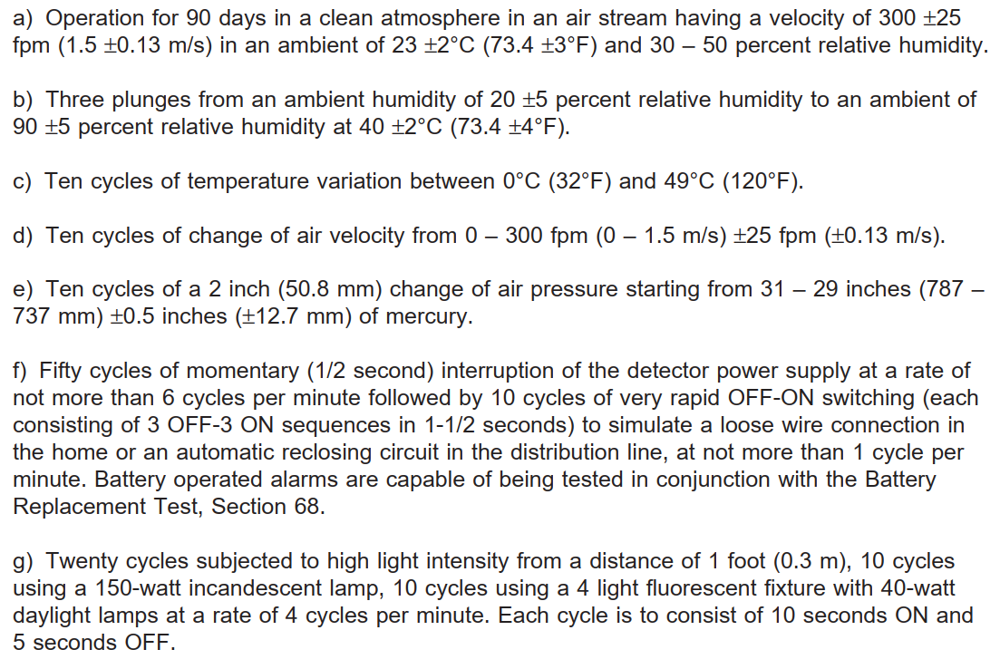 a) Operation for 90 days in a clean atmosphere in an air stream having a velocity of 300 ±25
fpm (1.5 ±0.13 m/s) in an ambient of 23 ±2°C (73.4 ±3°F) and 30 – 50 percent relative humidity.
b) Three plunges from an ambient humidity of 20 ±5 percent relative humidity to an ambient of
90 ±5 percent relative humidity at 40 ±2°C (73.4 ±4°F).
c) Ten cycles of temperature variation between 0°C (32°F) and 49°C (120°F).
d) Ten cycles of change of air velocity from 0 – 300 fpm (0 – 1.5 m/s) ±25 fpm (±0.13 m/s).
e) Ten cycles of a 2 inch (50.8 mm) change of air pressure starting from 31 – 29 inches (787 –
737 mm) ±0.5 inches (±12.7 mm) of mercury.
f) Fifty cycles of momentary (1/2 second) interruption of the detector power supply at a rate of
not more than 6 cycles per minute followed by 10 cycles of very rapid OFF-ON switching (each
consisting of 3 OFF-3 ON sequences in 1-1/2 seconds) to simulate a loose wire connection in
the home or an automatic reclosing circuit in the distribution line, at not more than 1 cycle per
minute. Battery operated alarms are capable of being tested in conjunction with the Battery
Replacement Test, Section 68.
g) Twenty cycles subjected to high light intensity from a distance of 1 foot (0.3 m), 10 cycles
using a 150-watt incandescent lamp, 10 cycles using a 4 light fluorescent fixture with 40-watt
daylight lamps at a rate of 4 cycles per minute. Each cycle is to consist of 10 seconds ON and
5 seconds OFF.